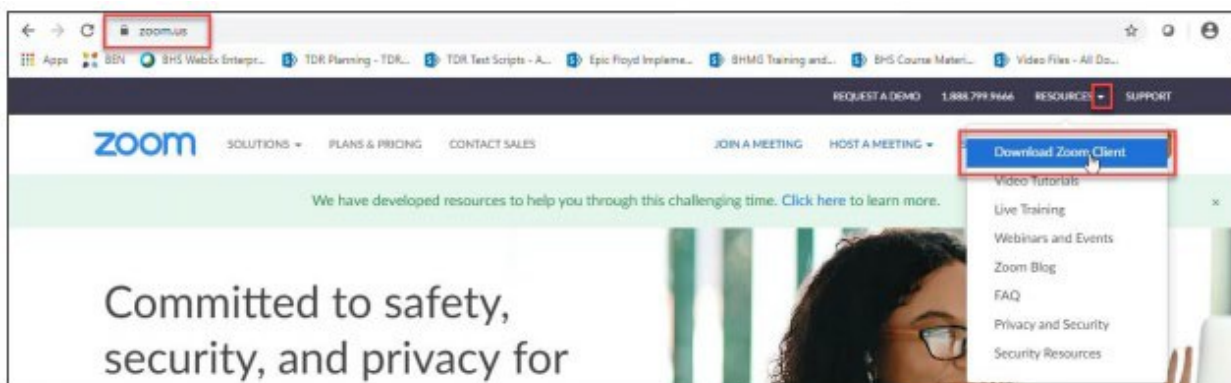 zoom.us
Apps BEN BHS WebEx Enterpr... TDR Planning - TDR... TDR Test Scripts - A... Epic Floyd Impleme... BHMG Training and... BHS Course Materi... Video Files - All Do...
REQUEST A DEMO 1.888.799.9666 RESOURCES SUPPORT
zoom SOLUTIONS PLANS & PRICING CONTACT SALES JOIN A MEETING HOST A MEETING
Download Zoom Client
We have developed resources to help you through this challenging time. Click here to learn more.
Video Tutorials
Live Training
Webinars and Events
Zoom Blog
FAQ
Privacy and Security
Security Resources
Committed to safety,
security, and privacy for